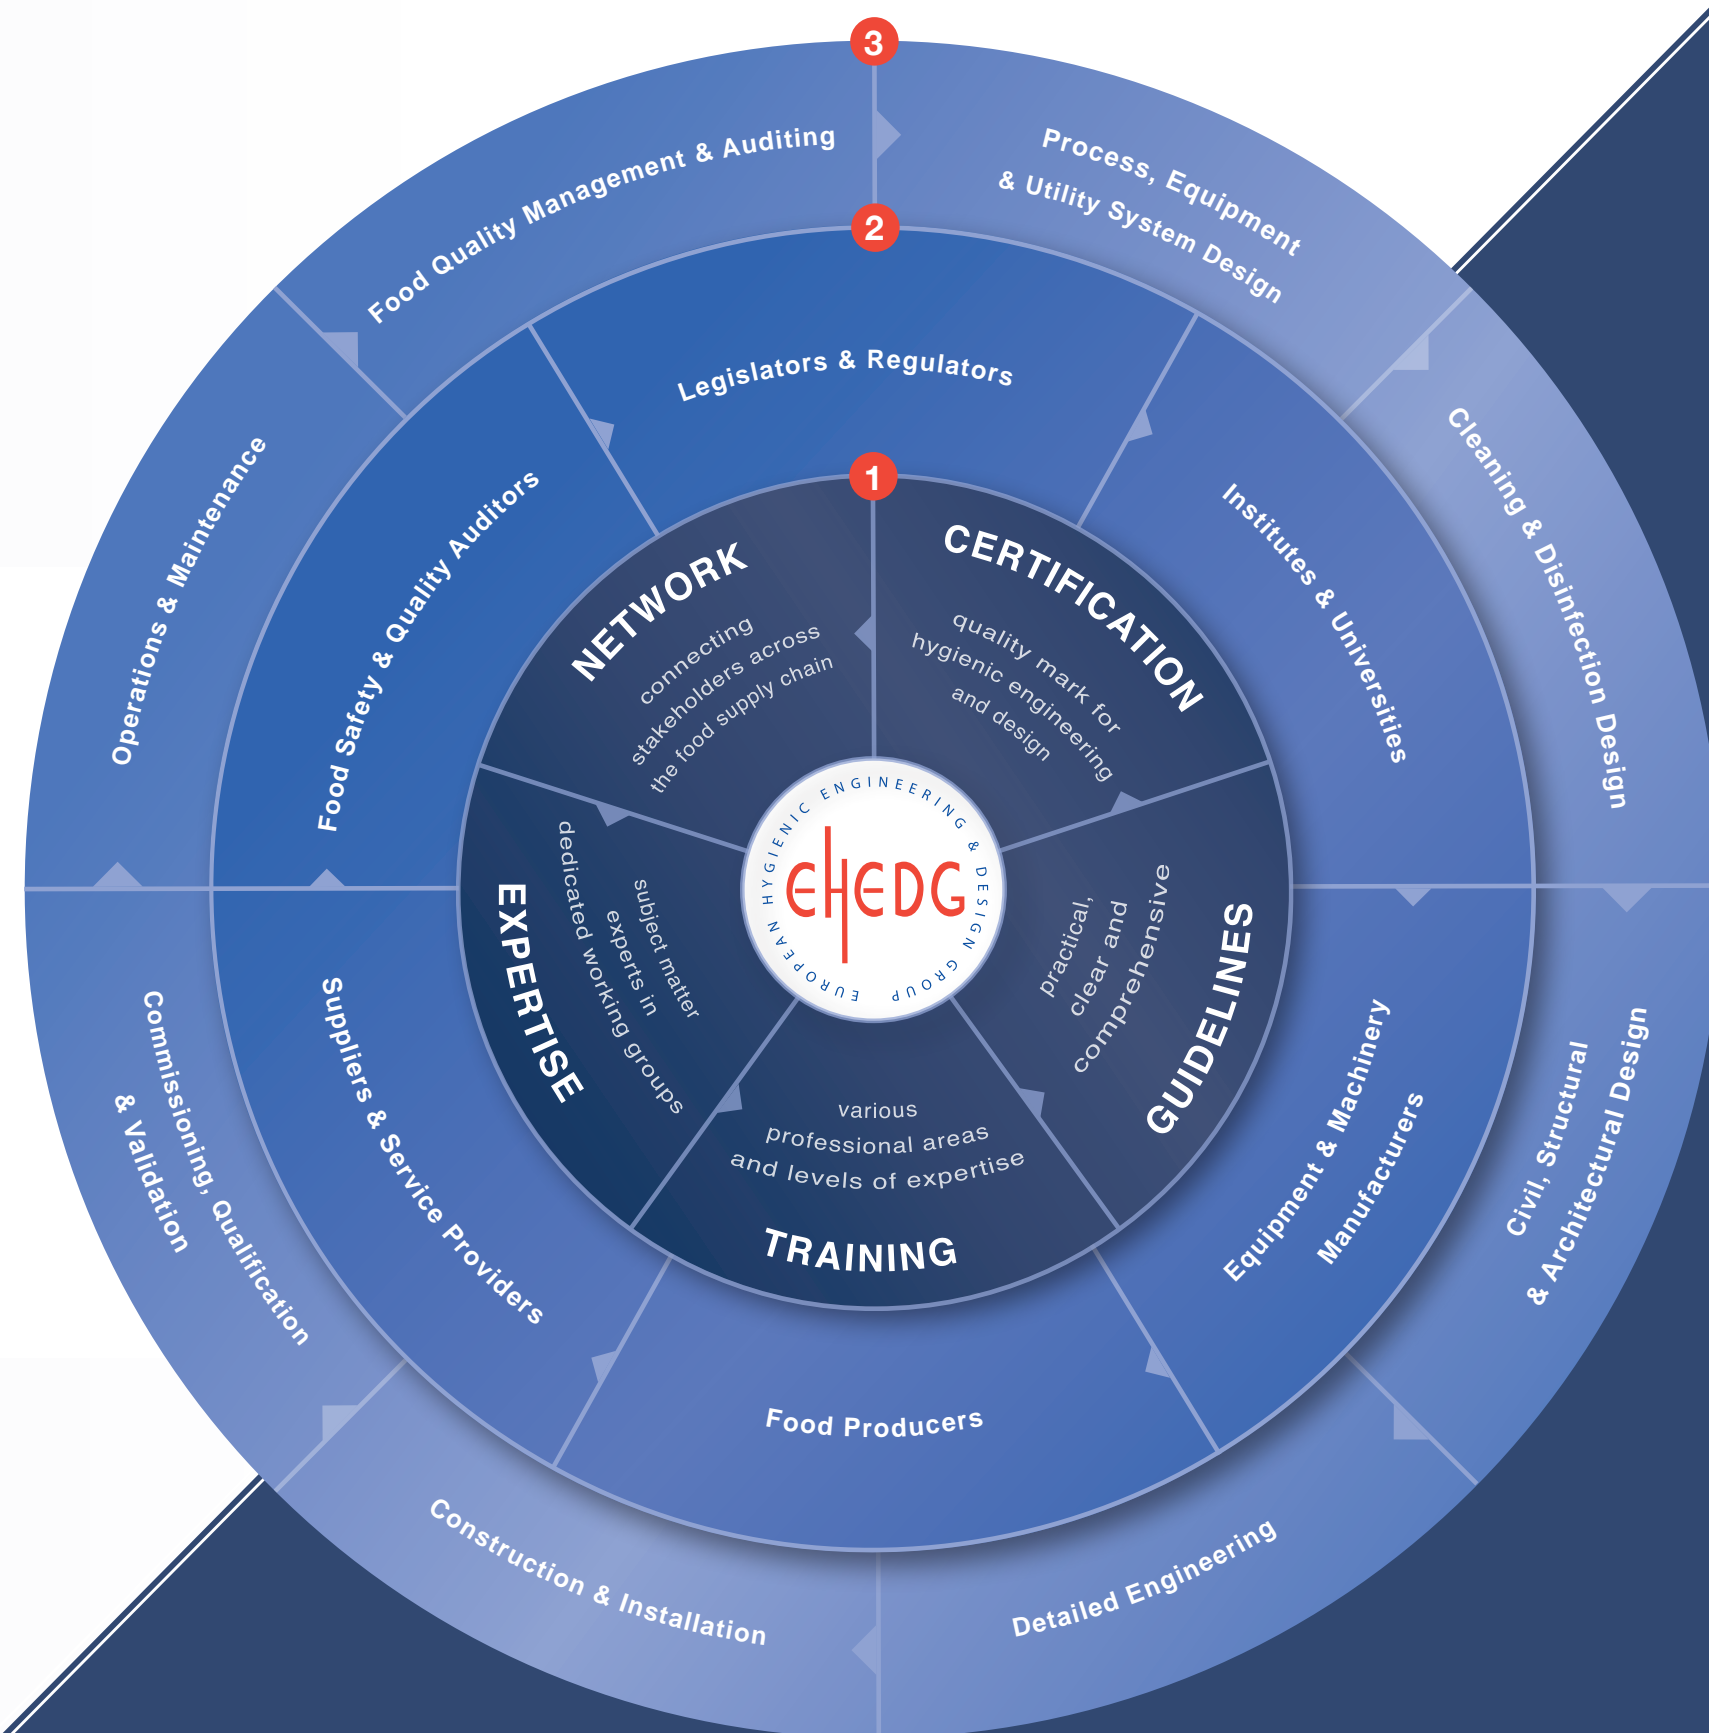 3
Food Quality Management & Auditing
Process, Equipment
& Utility System Design
Cleaning & Disinfection Design
Civil, Structural
& Architectural Design
Detailed Engineering
Construction & Installation
Commissioning, Qualification
& Validation
Operations & Maintenance
2
Legislators & Regulators
Institutes & Universities
Equipment & Machinery
Manufacturers
Food Producers
Suppliers & Service Providers
Food Safety & Quality Auditors
1
NETWORK
connecting
stakeholders across
the food supply chain
CERTIFICATION
quality mark for
hygienic engineering
and design
GUIDELINES
practical,
clear and
comprehensive
TRAINING
various
professional areas
and levels of expertise
EXPERTISE
subject matter
experts in
dedicated working groups
EUROPEAN HYGIENIC ENGINEERING & DESIGN GROUP
EHEDG